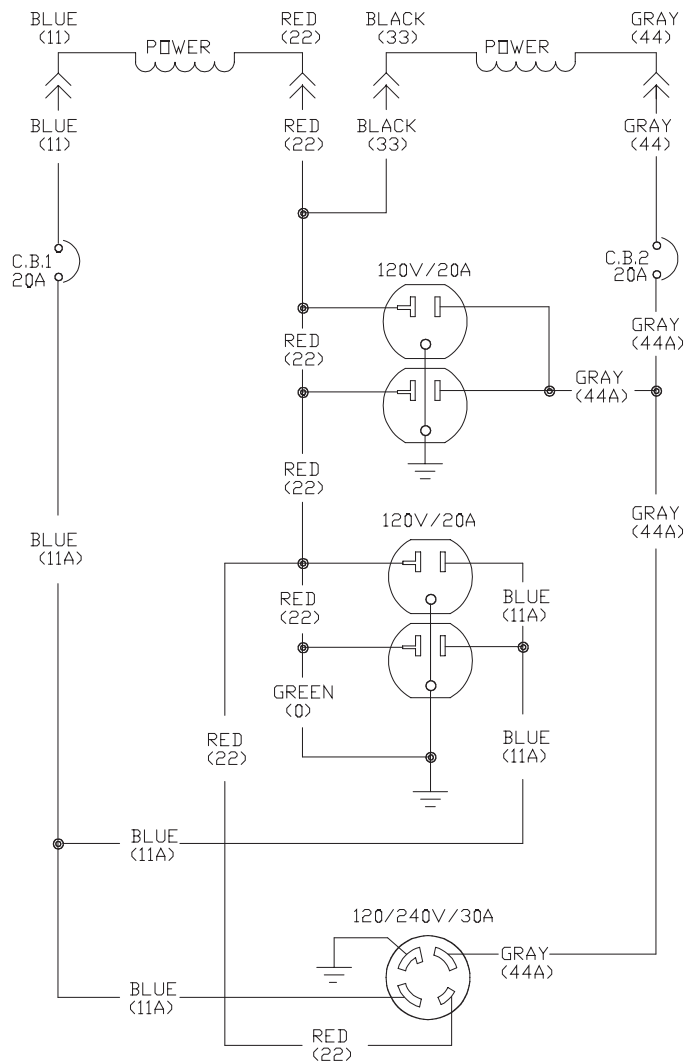 BLUE
(11)
POWER
RED
(22)
BLACK
(33)
POWER
GRAY
(44)
BLUE
(11)
RED
(22)
BLACK
(33)
GRAY
(44)
C.B.1
20A
120V/20A
C.B.2
20A
RED
(22)
GRAY
(44A)
GRAY
(44A)
RED
(22)
BLUE
(11A)
120V/20A
GRAY
(44A)
RED
(22)
BLUE
(11A)
GREEN
(0)
RED
(22)
BLUE
(11A)
BLUE
(11A)
120/240V/30A
GRAY
(44A)
BLUE
(11A)
RED
(22)